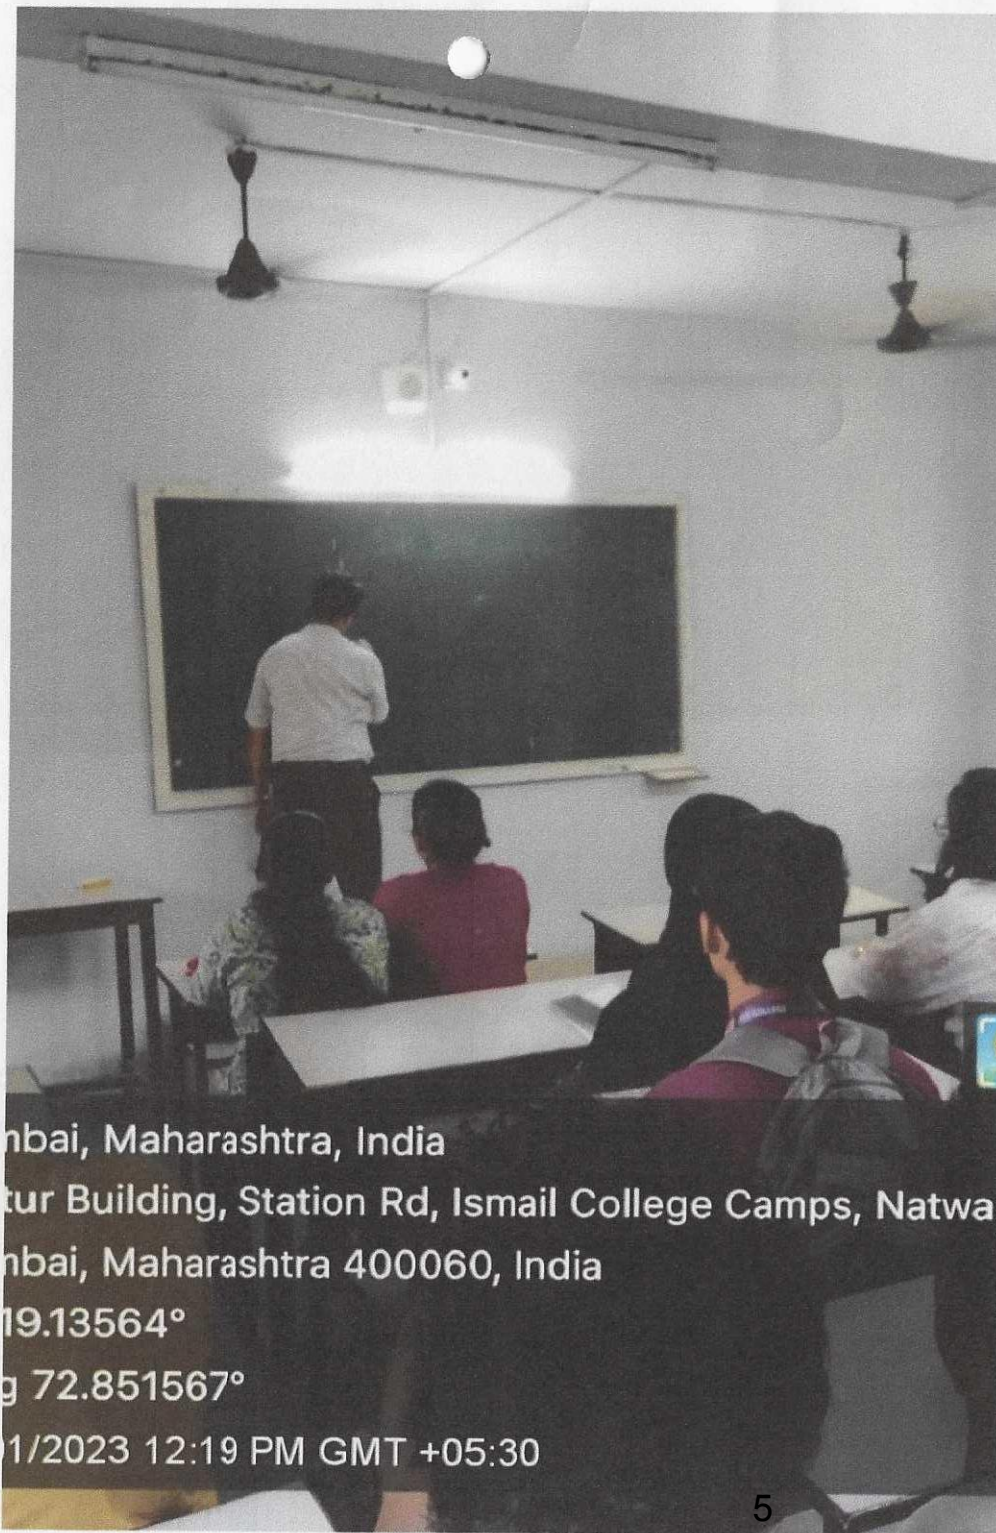 nbai, Maharashtra, India
tur Building, Station Rd, Ismail College Camps, Natwa
nbai, Maharashtra 400060, India
19.13564°
g 72.851567°
1/2023 12:19 PM GMT +05:30
5